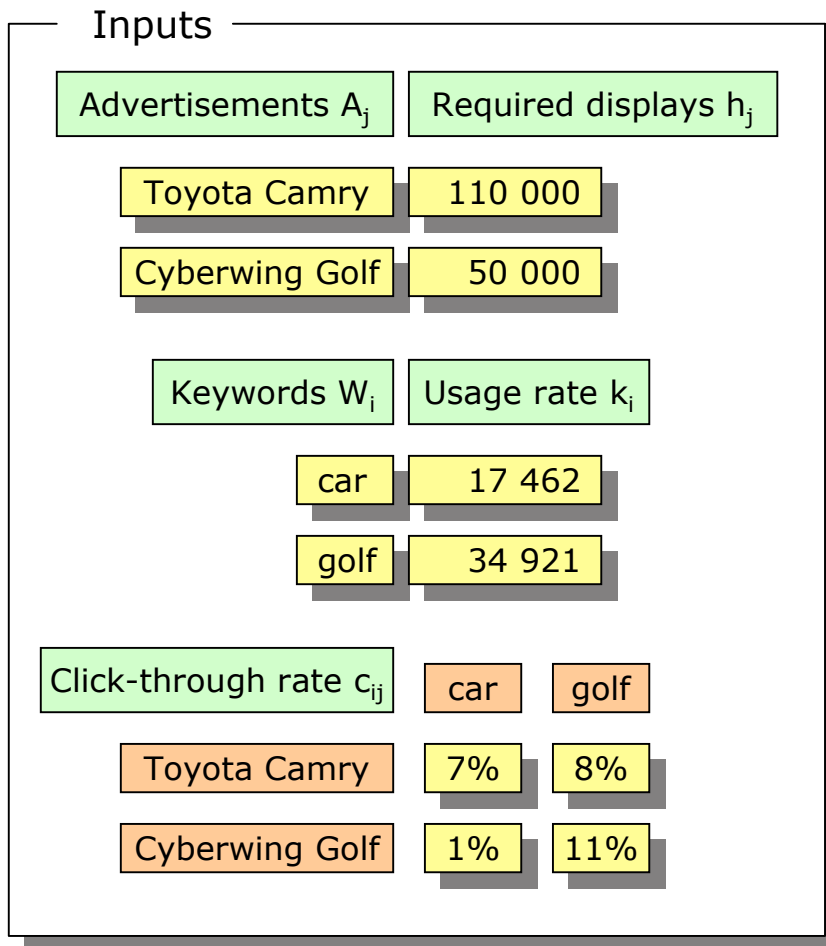 Inputs
Advertisements Aj Required displays hj
Toyota Camry 110 000
Cyberwing Golf 50 000
Keywords Wi Usage rate ki
car 17 462
golf 34 921
Click-through rate cij car golf
Toyota Camry 7% 8%
Cyberwing Golf 1% 11%